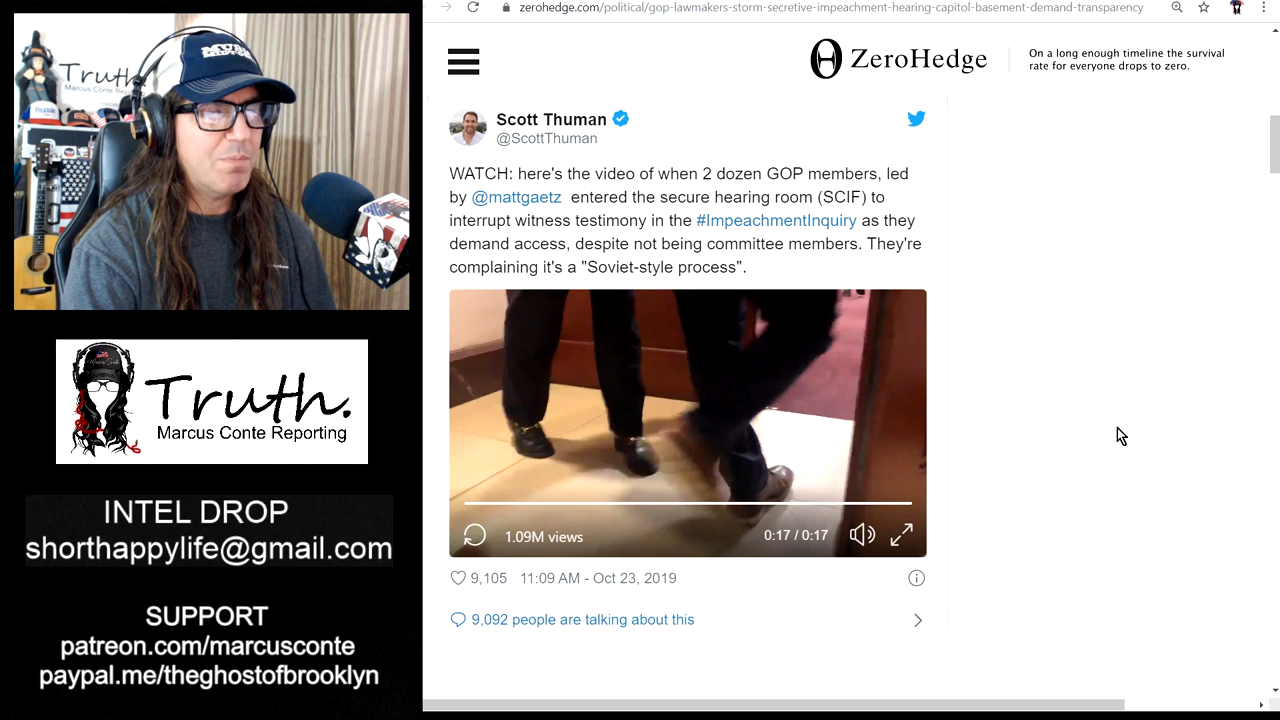 zerohedge.com/political/gop-lawmakers-storm-secretive-impeachment-hearing-capitol-basement-demand-transparency
ZeroHedge
On a long enough timeline the survival
rate for everyone drops to zero.
Truth.
Marcus Conte Reporting
Scott Thuman
@ScottThuman
WATCH: here's the video of when 2 dozen GOP members, led
by @mattgaetz entered the secure hearing room (SCIF) to
interrupt witness testimony in the #ImpeachmentInquiry as they
demand access, despite not being committee members. They're
complaining it's a "Soviet-style process".
1.09M views
0:17 / 0:17
9,105 11:09 AM - Oct 23, 2019
9,092 people are talking about this
Truth.
Marcus Conte Reporting
INTEL DROP
shorthappylife@gmail.com
SUPPORT
patreon.com/marcusconte
paypal.me/theghostofbrooklyn